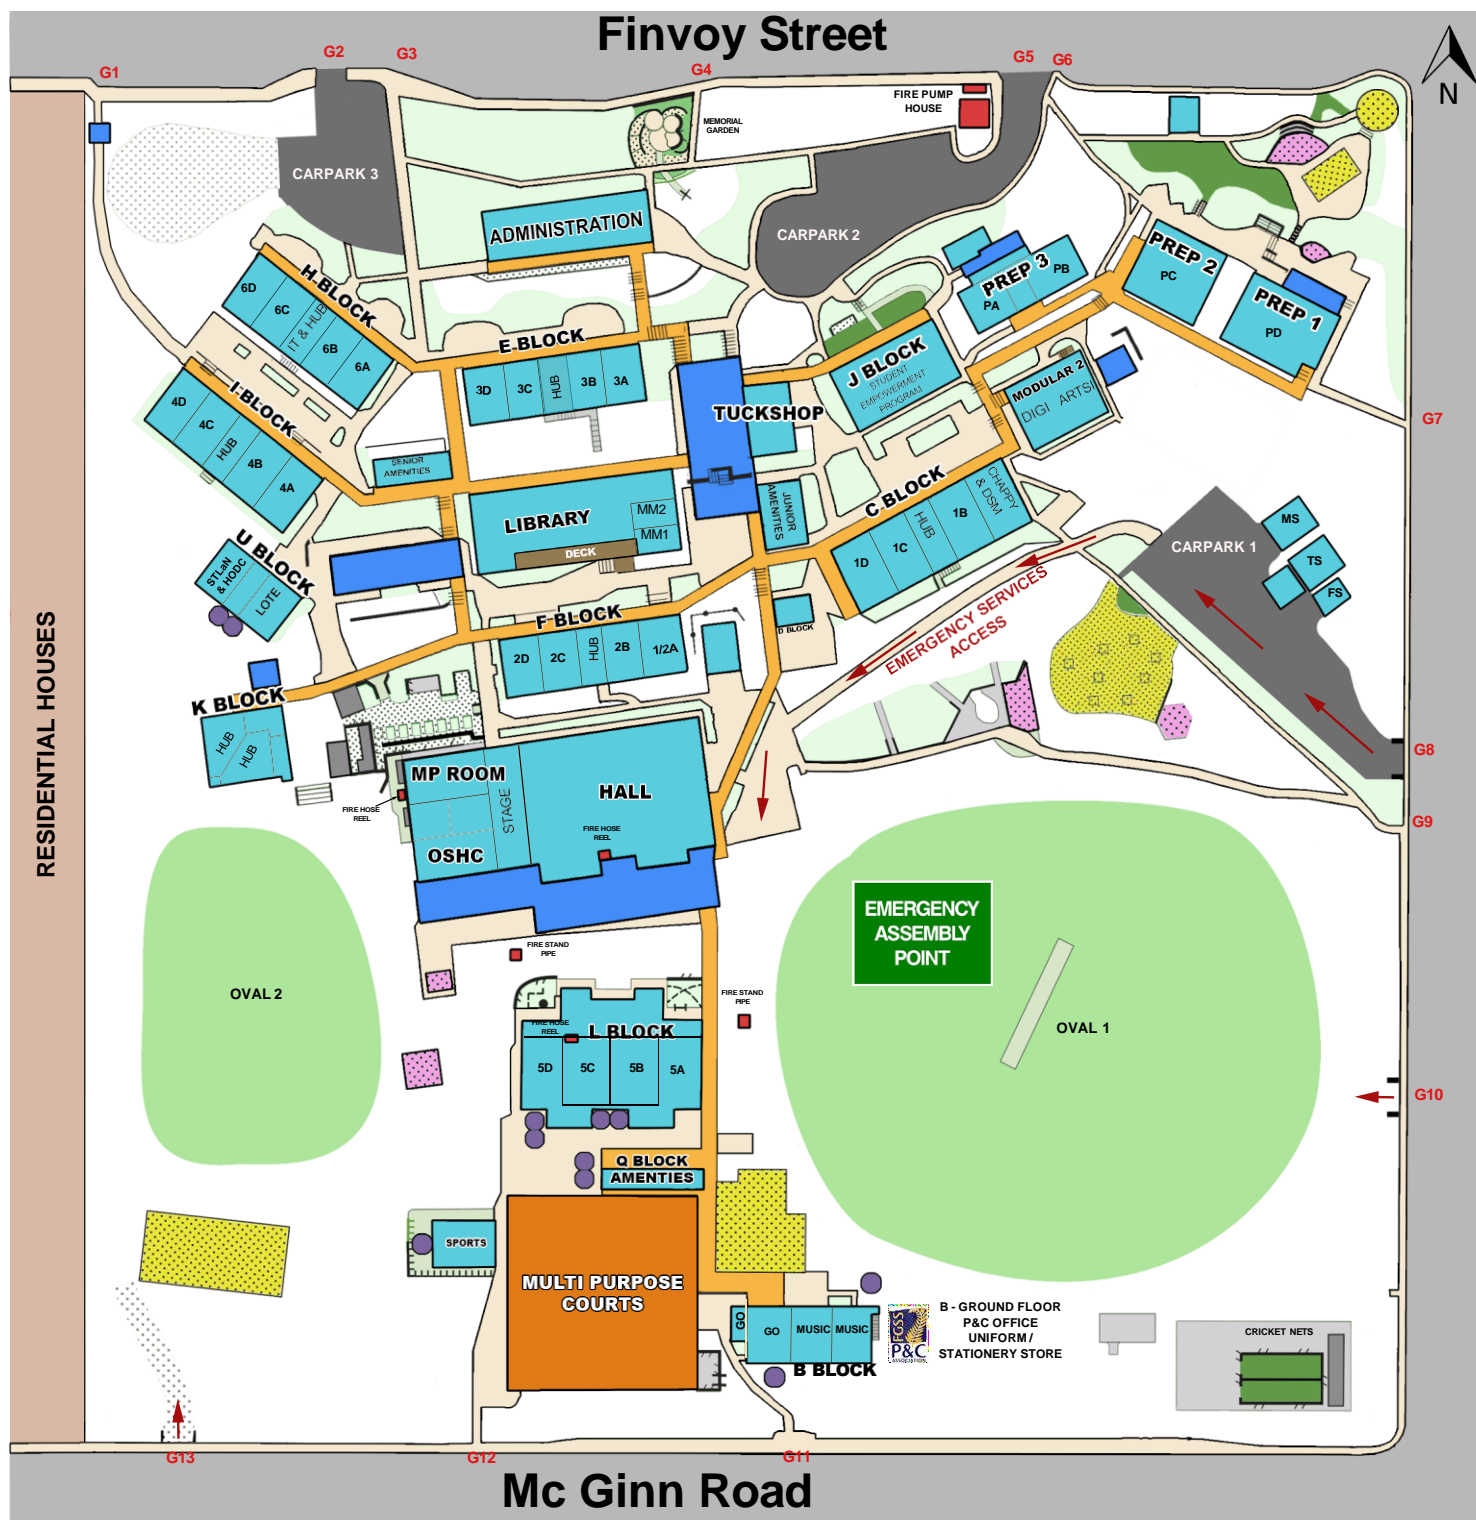 Finvoy Street
G1
G2
G3
G4
G5
G6
N
FIRE PUMP
HOUSE
MEMORIAL
GARDEN
CARPARK 3
CARPARK 2
ADMINISTRATION
H-BLOCK
6D
6C
IT & HUB
6B
6A
E-BLOCK
3D
3C
HUB
3B
3A
PREP 3
PA
PB
PREP 2
PC
PREP 1
PD
J BLOCK
STUDENT
EMPOWERMENT
PROGRAM
MODULAR 2
DIGI
ARTSI
G7
TUCKSHOP
I-BLOCK
4D
4C
HUB
4B
4A
SENIOR
AMENITIES
LIBRARY
MM2
MM1
DECK
JUNIOR
AMENITIES
C BLOCK
1D
1C
HUB
1B
CHAPPY
& DSM
CARPARK 1
MS
TS
FS
U BLOCK
STLaN
& HODC
LOTE
EMERGENCY SERVICES
ACCESS
F BLOCK
2D
2C
HUB
2B
1/2A
D BLOCK
K BLOCK
HUB
HUB
RESIDENTIAL HOUSES
MP ROOM
STAGE
HALL
OSHC
FIRE HOSE
REEL
FIRE HOSE
REEL
G8
G9
EMERGENCY
ASSEMBLY
POINT
OVAL 2
OVAL 1
FIRE STAND
PIPE
FIRE STAND
PIPE
FIRE HOSE
REEL
L BLOCK
5D
5C
5B
5A
G10
Q BLOCK
AMENTIES
SPORTS
MULTI PURPOSE
COURTS
GO
GO
MUSIC
MUSIC
B BLOCK
FGSS
P&C
ASSOCIATION
B - GROUND FLOOR
P&C OFFICE
UNIFORM /
STATIONERY STORE
CRICKET NETS
G13
G12
G11
Mc Ginn Road